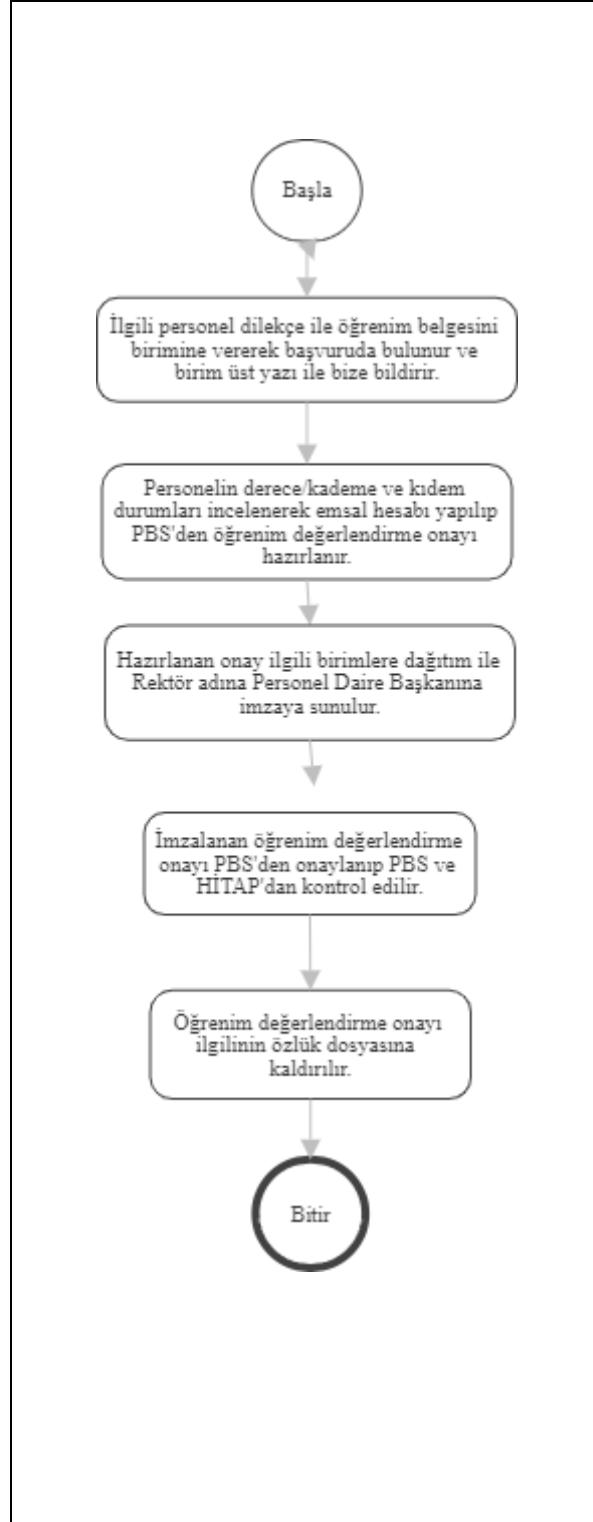 Başla
İlgili personel dilekçe ile öğrenim belgesini
birimine vererek başvuruda bulunur ve
birim üst yazı ile bize bildirir.
Personelin derece/kademe ve kıdem
durumları incelenerek emsal hesabı yapılıp
PBS'den öğrenim değerlendirme onayı
hazırlanır.
Hazırlanan onay ilgili birimlere dağıtım ile
Rektör adına Personel Daire Başkanına
imzaya sunulur.
İmzalanan öğrenim değerlendirme
onayı PBS'den onaylanıp PBS ve
HİTAP'dan kontrol edilir.
Öğrenim değerlendirme onayı
ilgilinin özlük dosyasına
kaldırılır.
Bitir